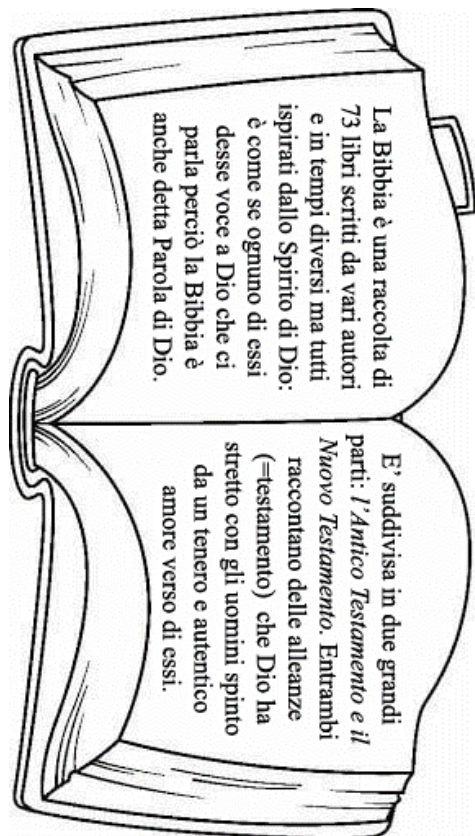 La Bibbia è una raccolta di
73 libri scritti da vari autori
e in tempi diversi ma tutti
ispirati dallo Spirito di Dio:
è come se ognuno di essi
desse voce a Dio che ci
parla perciò la Bibbia è
anche detta Parola di Dio.
E’ suddivisa in due grandi
parti: l’Antico Testamento e il
Nuovo Testamento. Entrambi
raccontano delle alleanze
(=testamento) che Dio ha
stretto con gli uomini spinto
da un tenero e autentico
amore verso di essi.